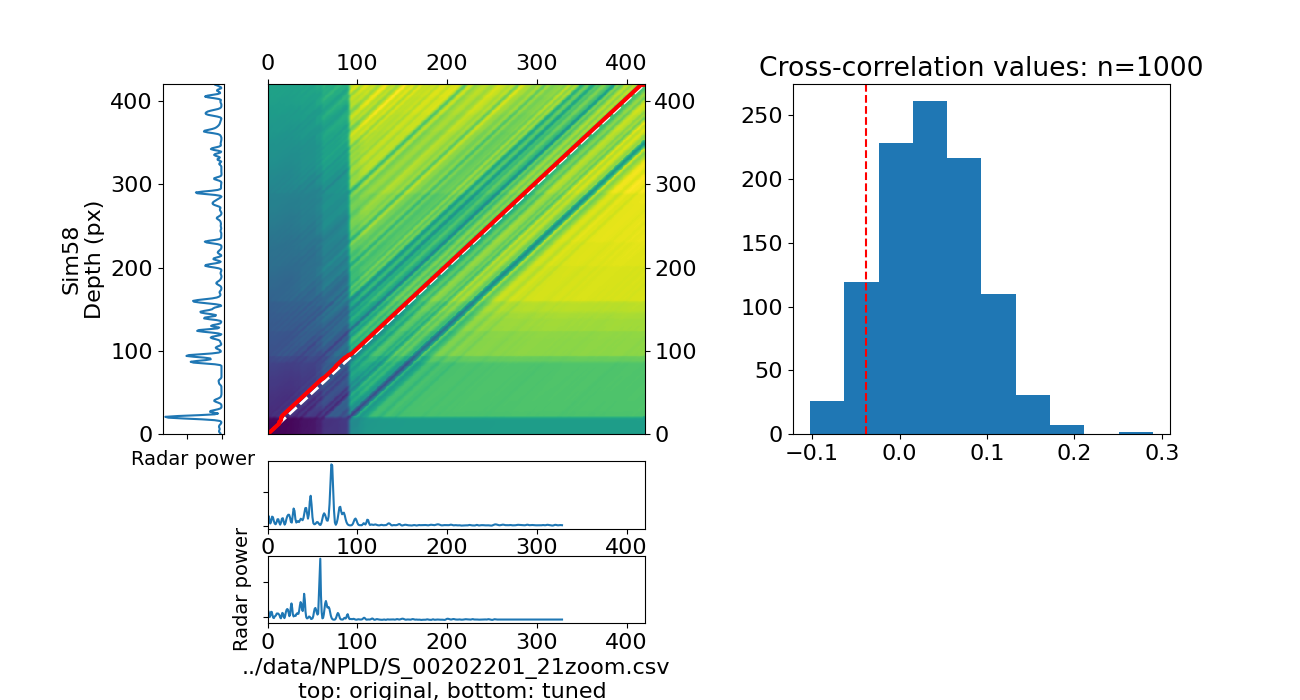 0 100 200 300 400
Cross-correlation values: n=1000
400
300
200
100
0
Sim58
Depth (px)
400
300
200
100
0
250
200
150
100
50
0
−0.1 0.0 0.1 0.2 0.3
Radar power
0 100 200 300 400
Radar power
0 100 200 300 400
../data/NPLD/S_00202201_21zoom.csv
top: original, bottom: tuned